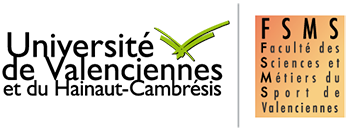 Université
de Valenciennes
et du Hainaut-Cambrésis
FSMS
Faculté des
Sciences et
Métiers du
Sport de
Valenciennes